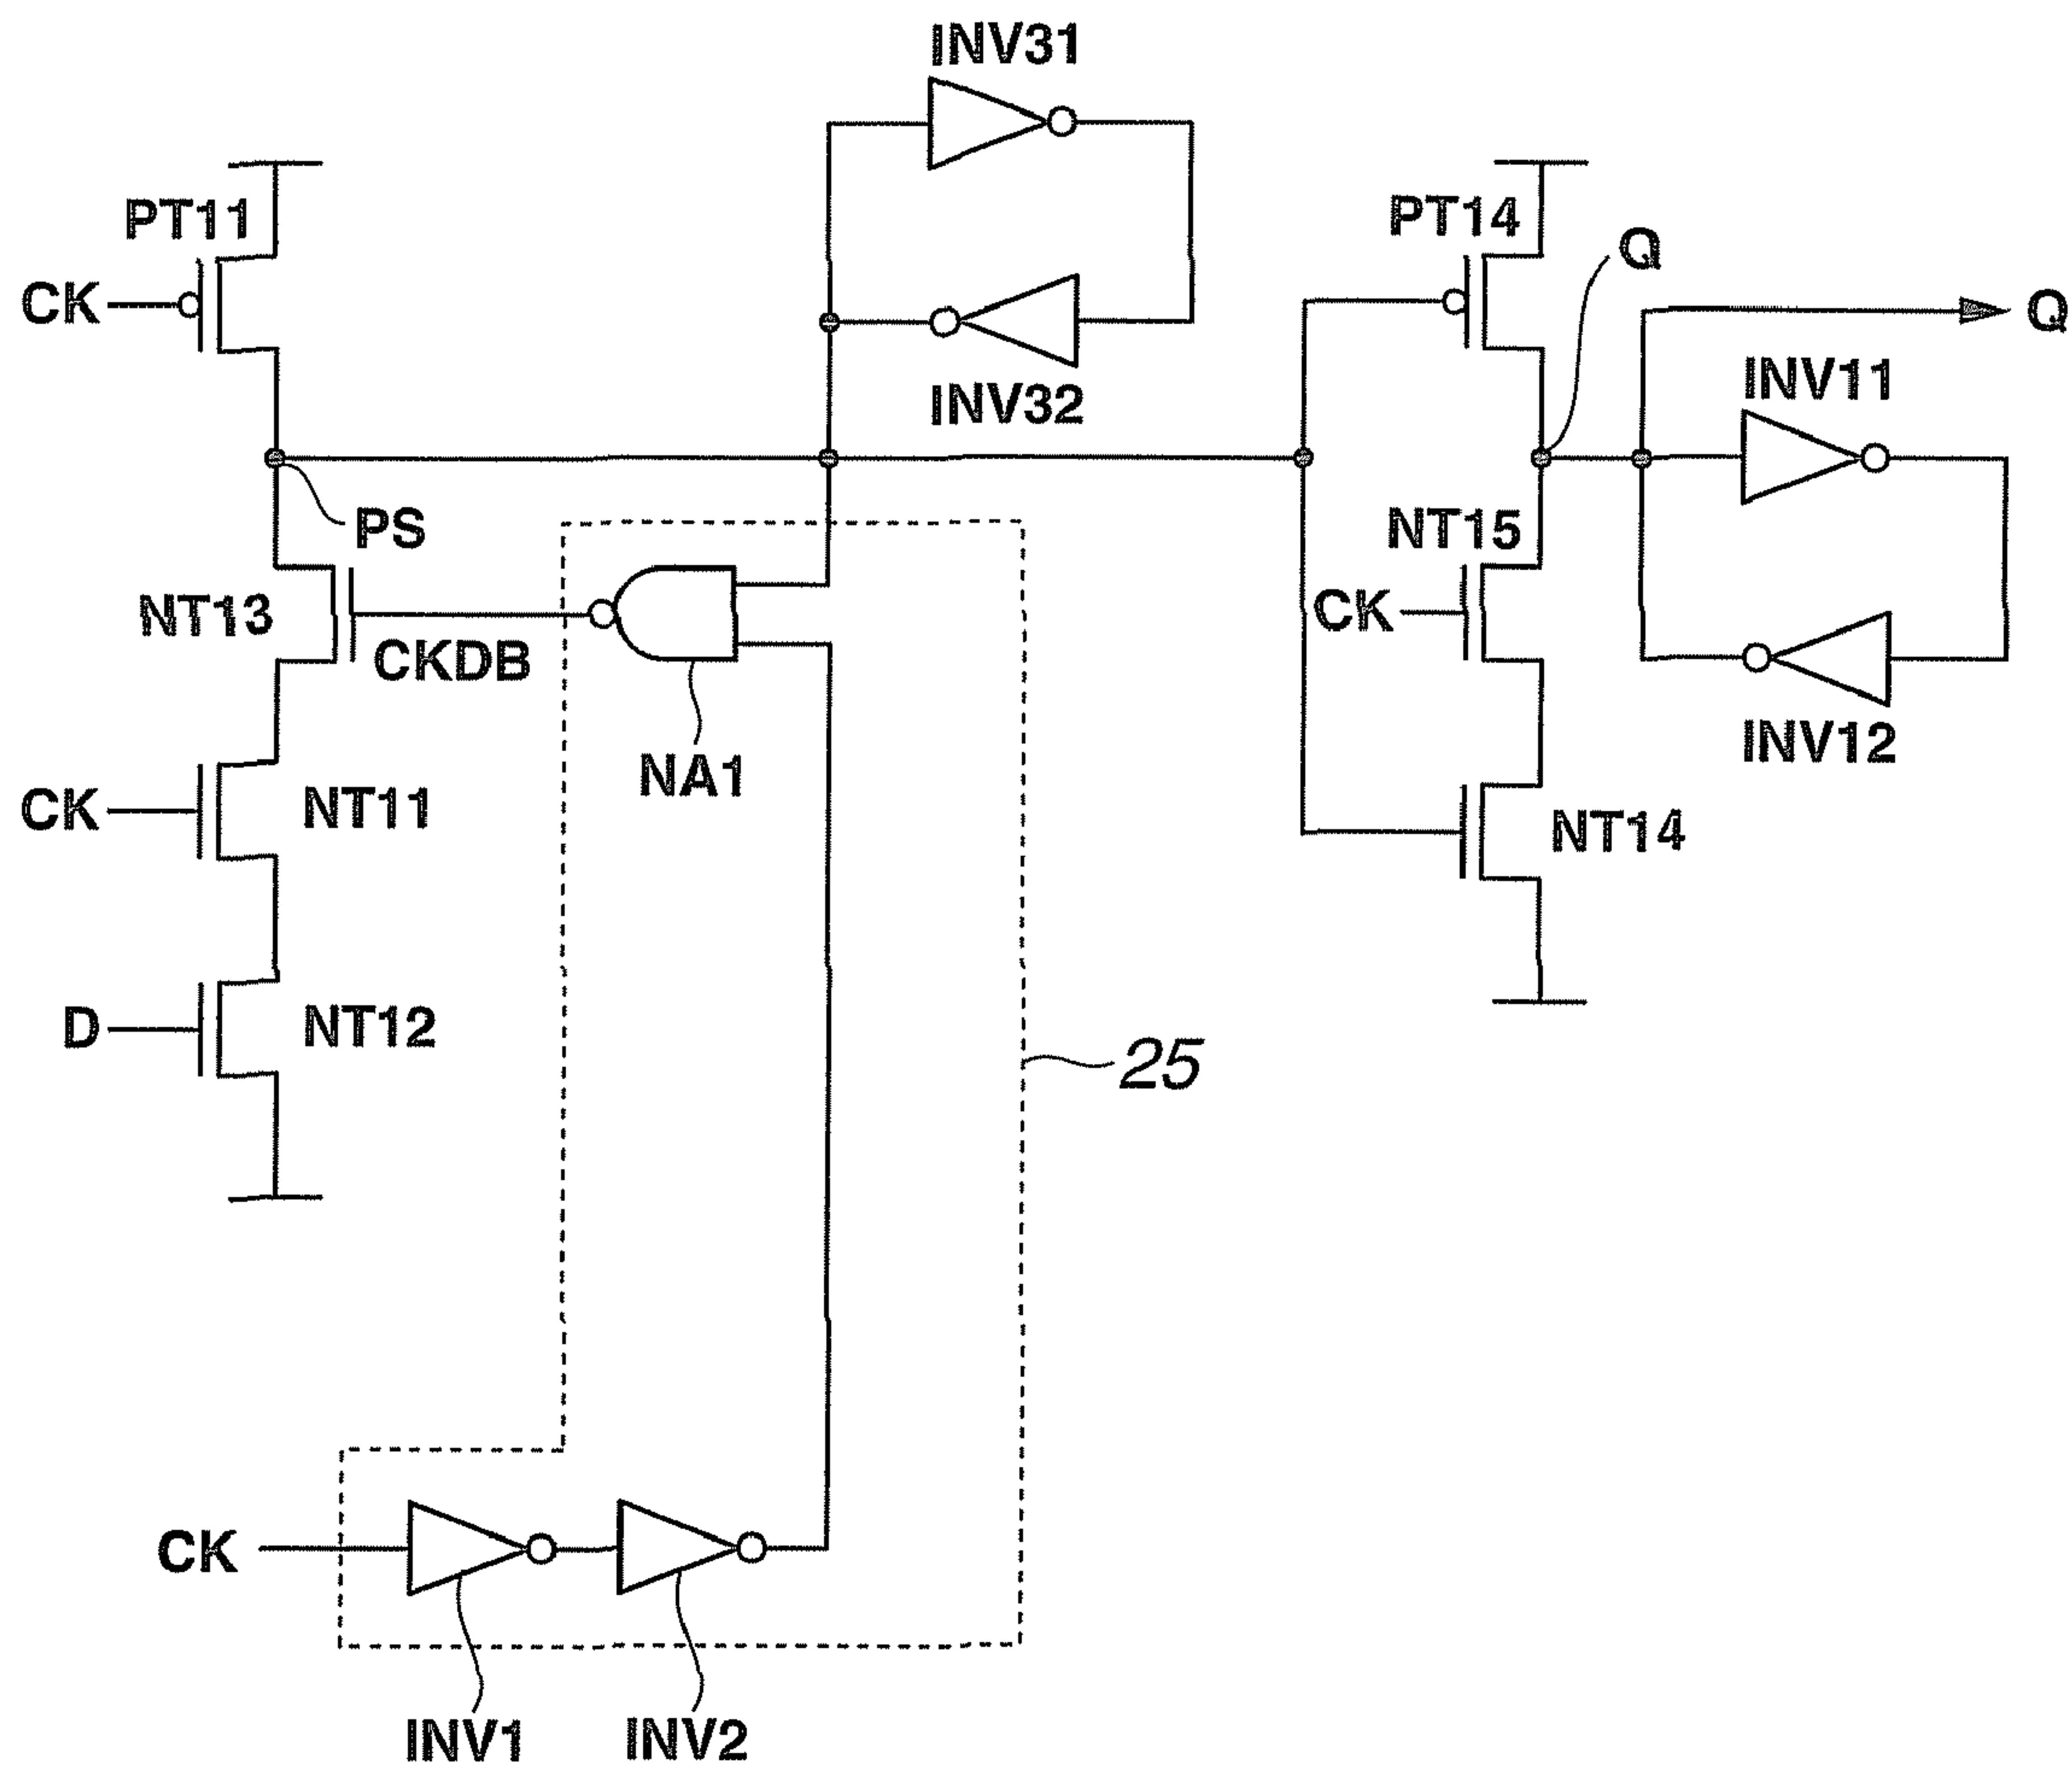 INV31
PT11
PT14
Q
CK
Q
INV11
INV32
PS
NT15
NT13
CK
CKDB
INV12
NA1
CK
NT11
NT14
D
NT12
25
CK
INV1
INV2